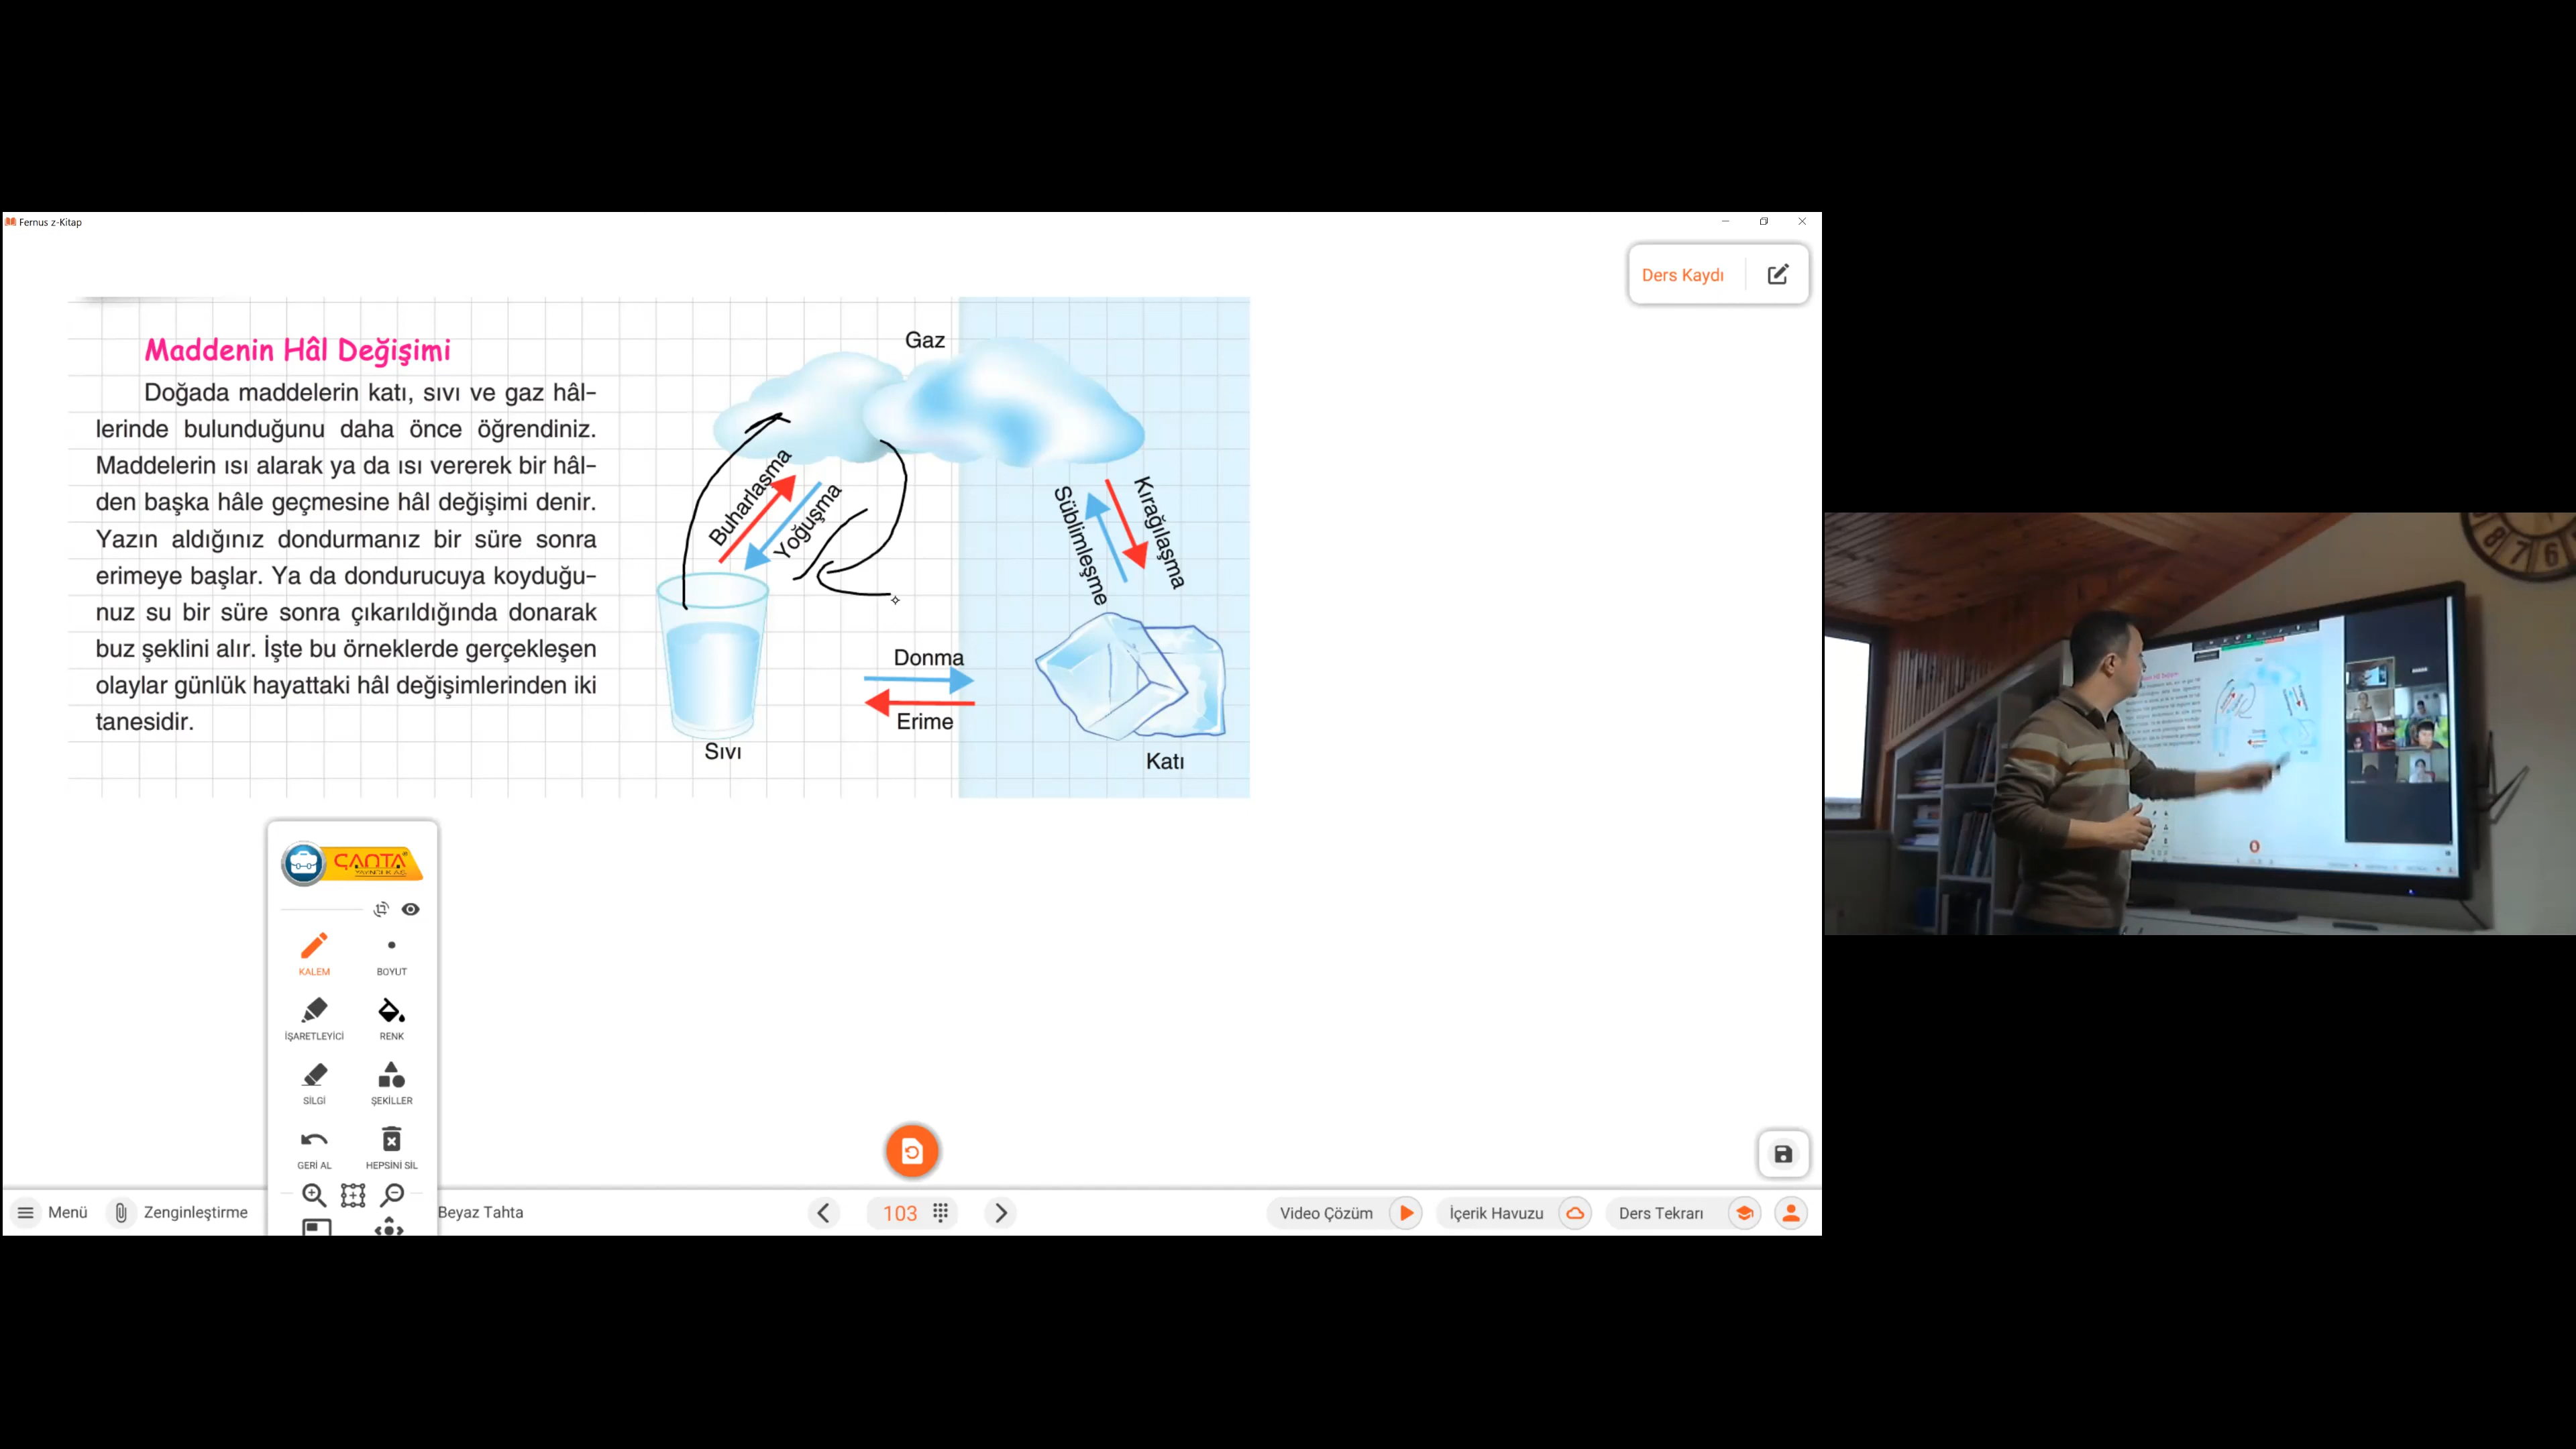 Fernus z-Kitap
Ders Kaydı
Maddenin Hâl Değişimi
Doğada maddelerin katı, sıvı ve gaz hâl-
lerinde bulunduğunu daha önce öğrendiniz.
Maddelerin ısı alarak ya da ısı vererek bir hâl-
den başka hâle geçmesine hâl değişimi denir.
Yazın aldığınız dondurmanız bir süre sonra
erimeye başlar. Ya da dondurucuya koyduğu-
nuz su bir süre sonra çıkarıldığında donarak
buz şeklini alır. İşte bu örneklerde gerçekleşen
olaylar günlük hayattaki hâl değişimlerinden iki
tanesidir.
Gaz
Buharlaşma
Yoğuşma
Süblimleşme
Kırağılaşma
Donma
Erime
Sıvı
Katı
8 7 6
ÇANTA
YAYINCILIK AŞ
KALEM
BOYUT
İŞARETLEYİCİ
RENK
SİLGİ
ŞEKİLLER
GERİ AL
HEPSİNİ SİL
Menü
Zenginleştirme
Beyaz Tahta
103
Video Çözüm
İçerik Havuzu
Ders Tekrarı